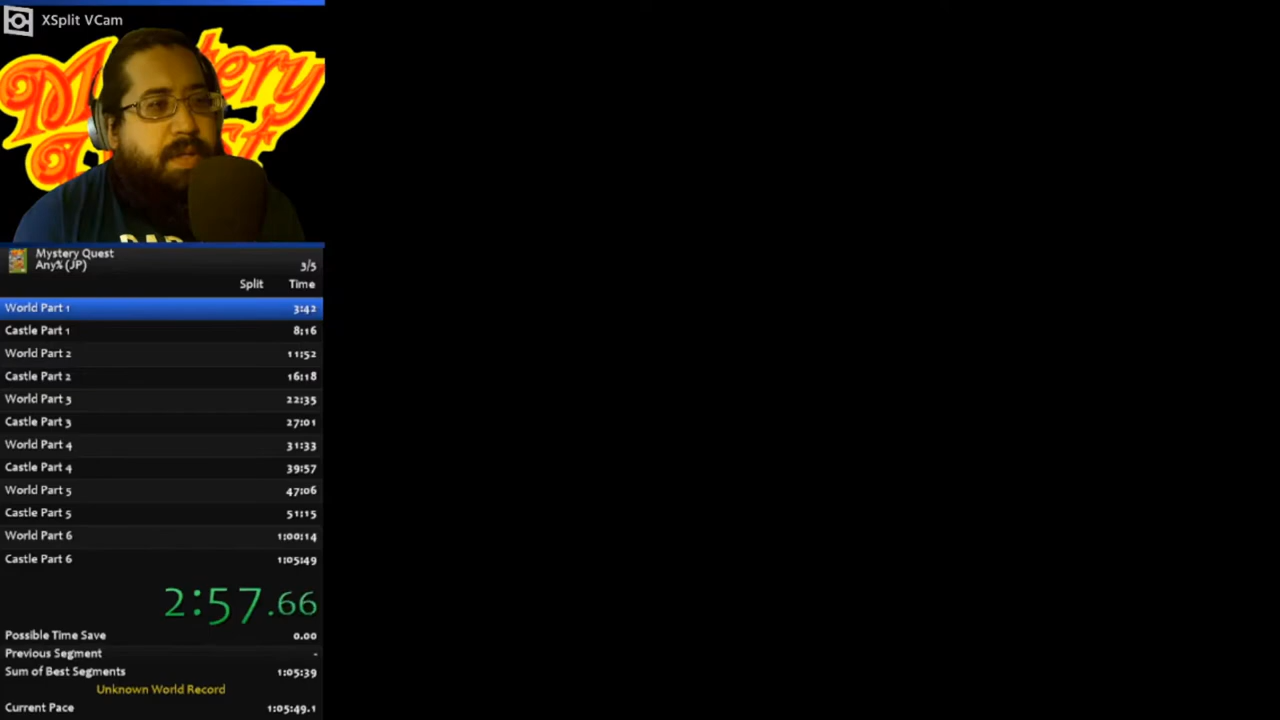 XSplit VCam
Mystery
Mystery Quest
Any% (JP)
3/5
Split Time
World Part 1 3:42
Castle Part 1 8:16
World Part 2 11:52
Castle Part 2 16:18
World Part 3 22:35
Castle Part 3 27:01
World Part 4 31:33
Castle Part 4 39:57
World Part 5 47:06
Castle Part 5 51:15
World Part 6 1:00:14
Castle Part 6 1:05:49
2:57.66
Possible Time Save 0.00
Previous Segment -
Sum of Best Segments 1:05:39
Unknown World Record
Current Pace 1:05:49.1